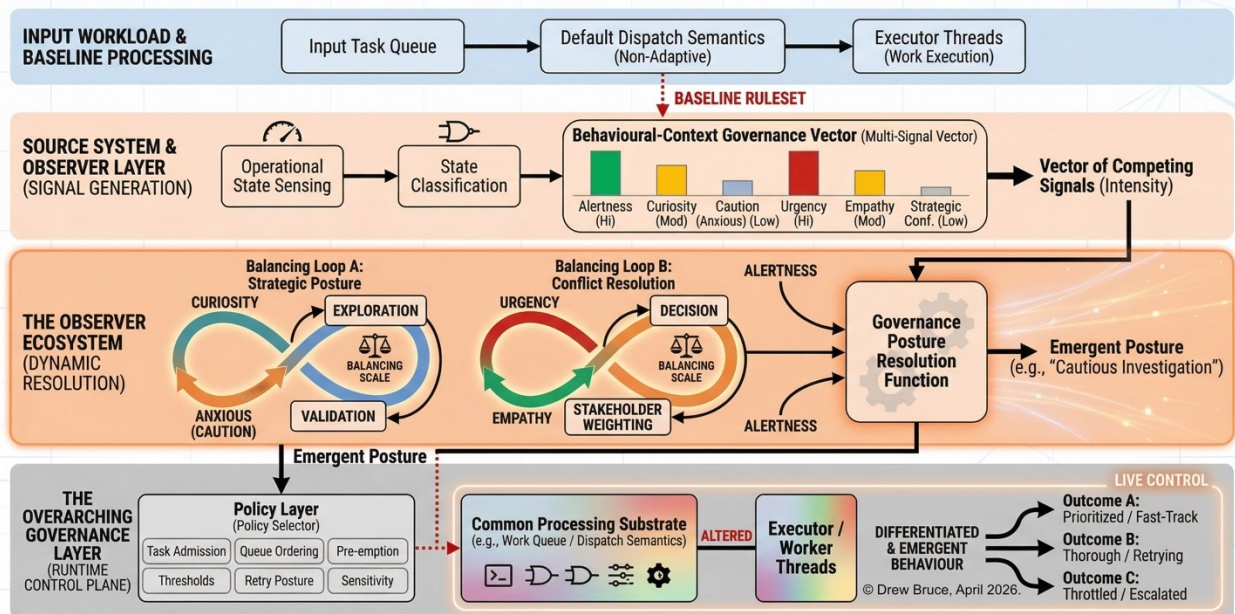 INPUT WORKLOAD &
BASELINE PROCESSING
Input Task Queue
Default Dispatch Semantics
(Non-Adaptive)
Executor Threads
(Work Execution)
BASELINE RULESET
SOURCE SYSTEM &
OBSERVER LAYER
(SIGNAL GENERATION)
Operational
State Sensing
State
Classification
Behavioural-Context Governance Vector (Multi-Signal Vector)
Alertness
(Hi)
Curiosity
(Mod)
Caution
(Anxious) (Low)
Urgency
(Hi)
Empathy
(Mod)
Strategic
Conf. (Low)
Vector of Competing
Signals (Intensity)
THE OBSERVER
ECOSYSTEM
(DYNAMIC
RESOLUTION)
Balancing Loop A:
Strategic Posture
CURIOSITY
EXPLORATION
BALANCING
SCALE
ANXIOUS
(CAUTION)
VALIDATION
Balancing Loop B:
Conflict Resolution
URGENCY
DECISION
BALANCING
SCALE
EMPATHY
STAKEHOLDER
WEIGHTING
ALERTNESS
ALERTNESS
Governance
Posture
Resolution
Function
Emergent Posture
(e.g., “Cautious Investigation”)
Emergent Posture
THE
OVERARCHING
GOVERNANCE
LAYER
(RUNTIME
CONTROL PLANE)
Policy Layer
(Policy Selector)
Task Admission
Queue Ordering
Pre-emption
Thresholds
Retry Posture
Sensitivity
LIVE CONTROL
Common Processing Substrate
(e.g., Work Queue / Dispatch Semantics)
ALTERED
Executor /
Worker
Threads
DIFFERENTIATED
& EMERGENT
BEHAVIOUR
Outcome A:
Prioritized / Fast-Track
Outcome B:
Thorough / Retrying
Outcome C:
Throttled / Escalated
© Drew Bruce, April 2026.